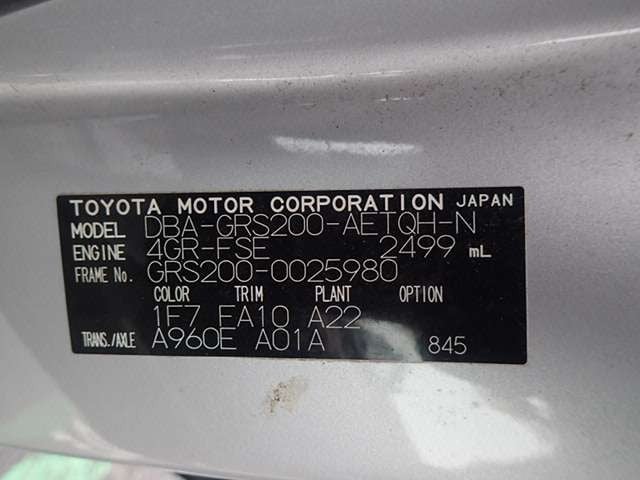 TOYOTA MOTOR CORPORATION JAPAN
MODEL DBA-GRS200-AETQH-N
ENGINE 4GR-FSE 2499 mL
FRAME No. GRS200-0025980
COLOR TRIM PLANT OPTION
1F7 FA10 A22
TRANS./AXLE A960E A01A 845